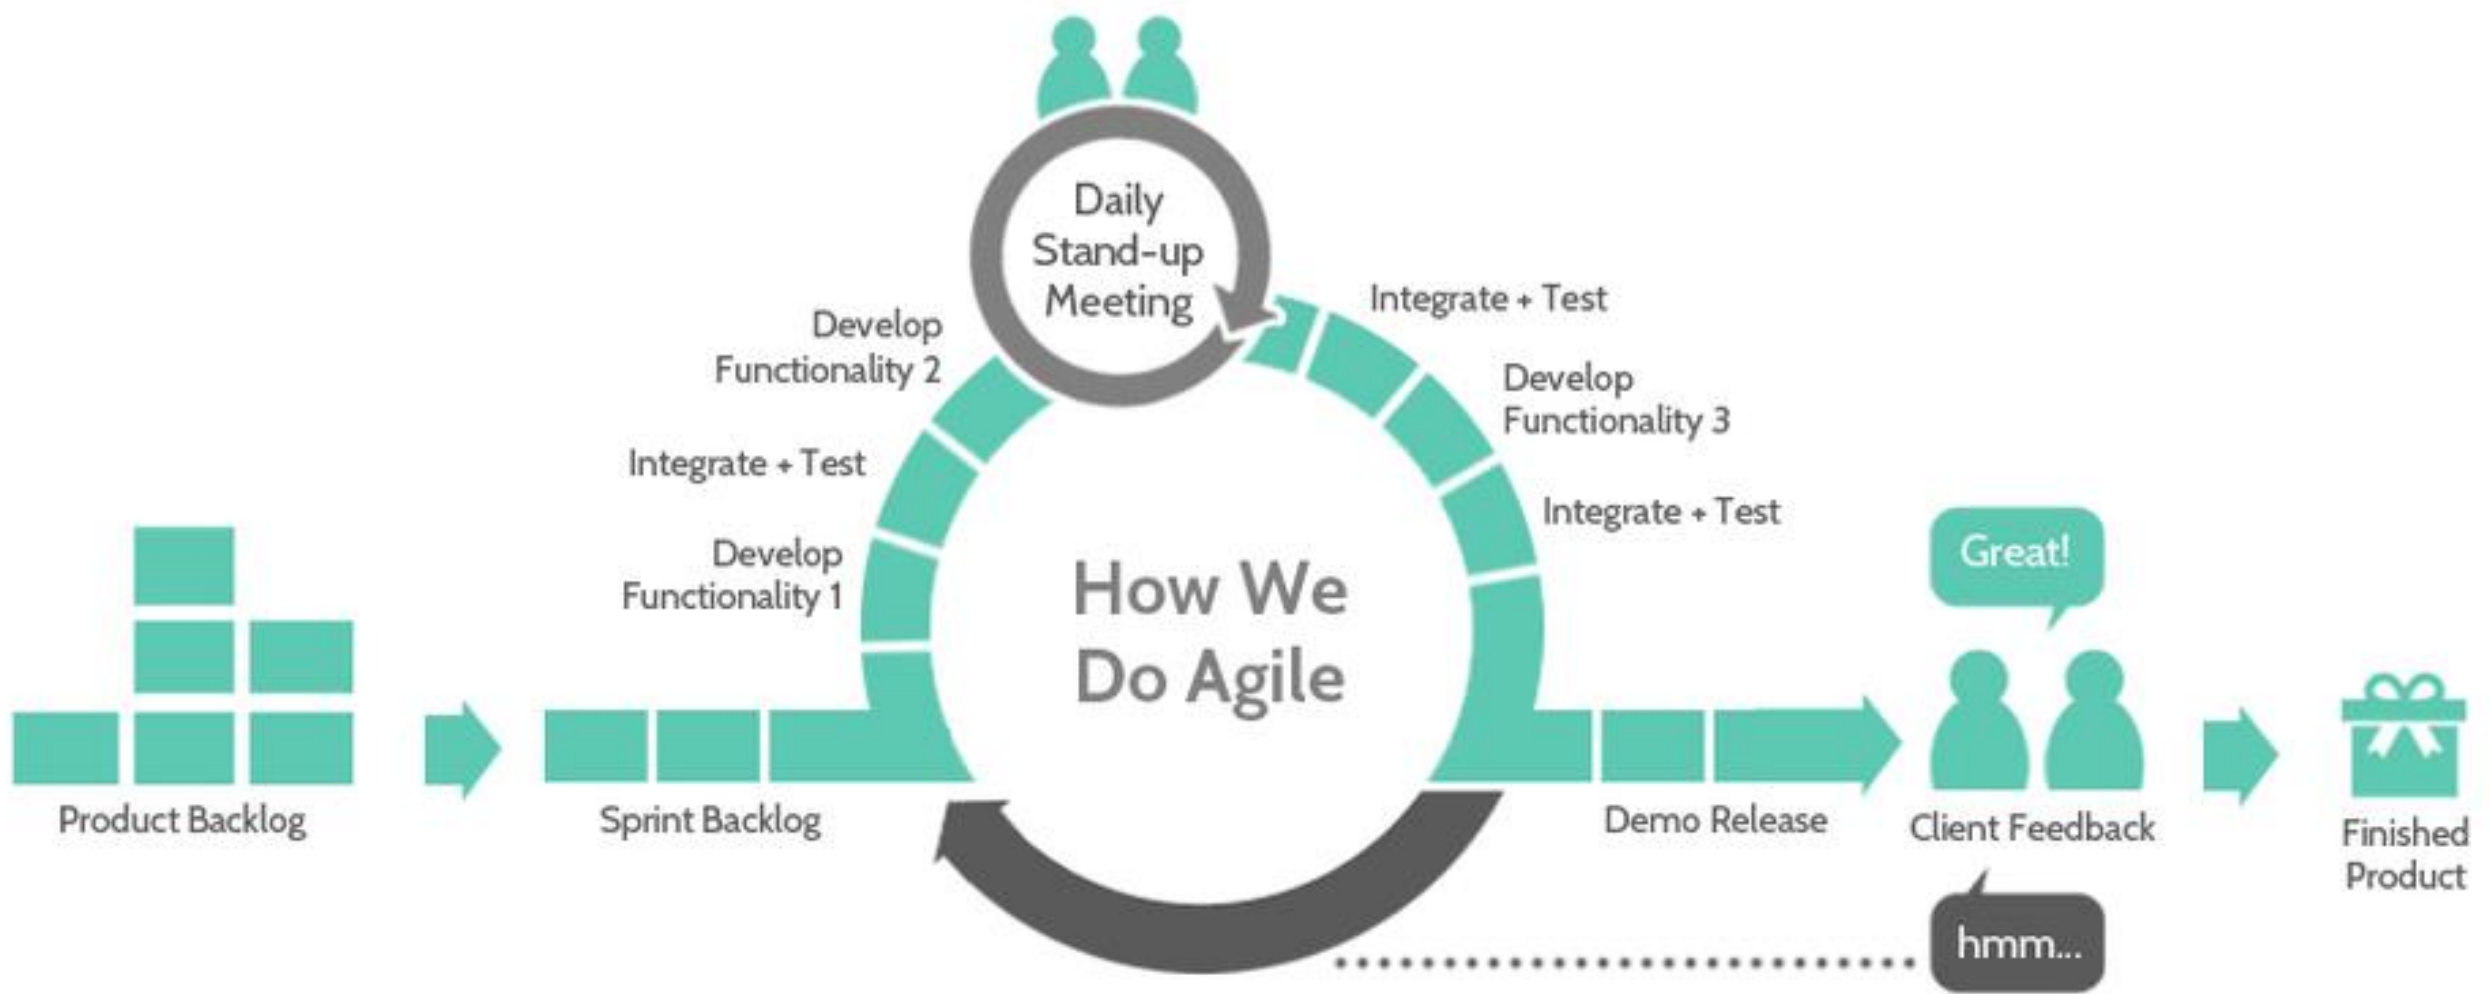 Daily
Stand-up
Meeting
Develop
Functionality 2
Integrate + Test
Develop
Functionality 1
Integrate + Test
Develop
Functionality 3
Integrate + Test
How We
Do Agile
Great!
Product Backlog
Sprint Backlog
Demo Release
Client Feedback
Finished
Product
hmm...